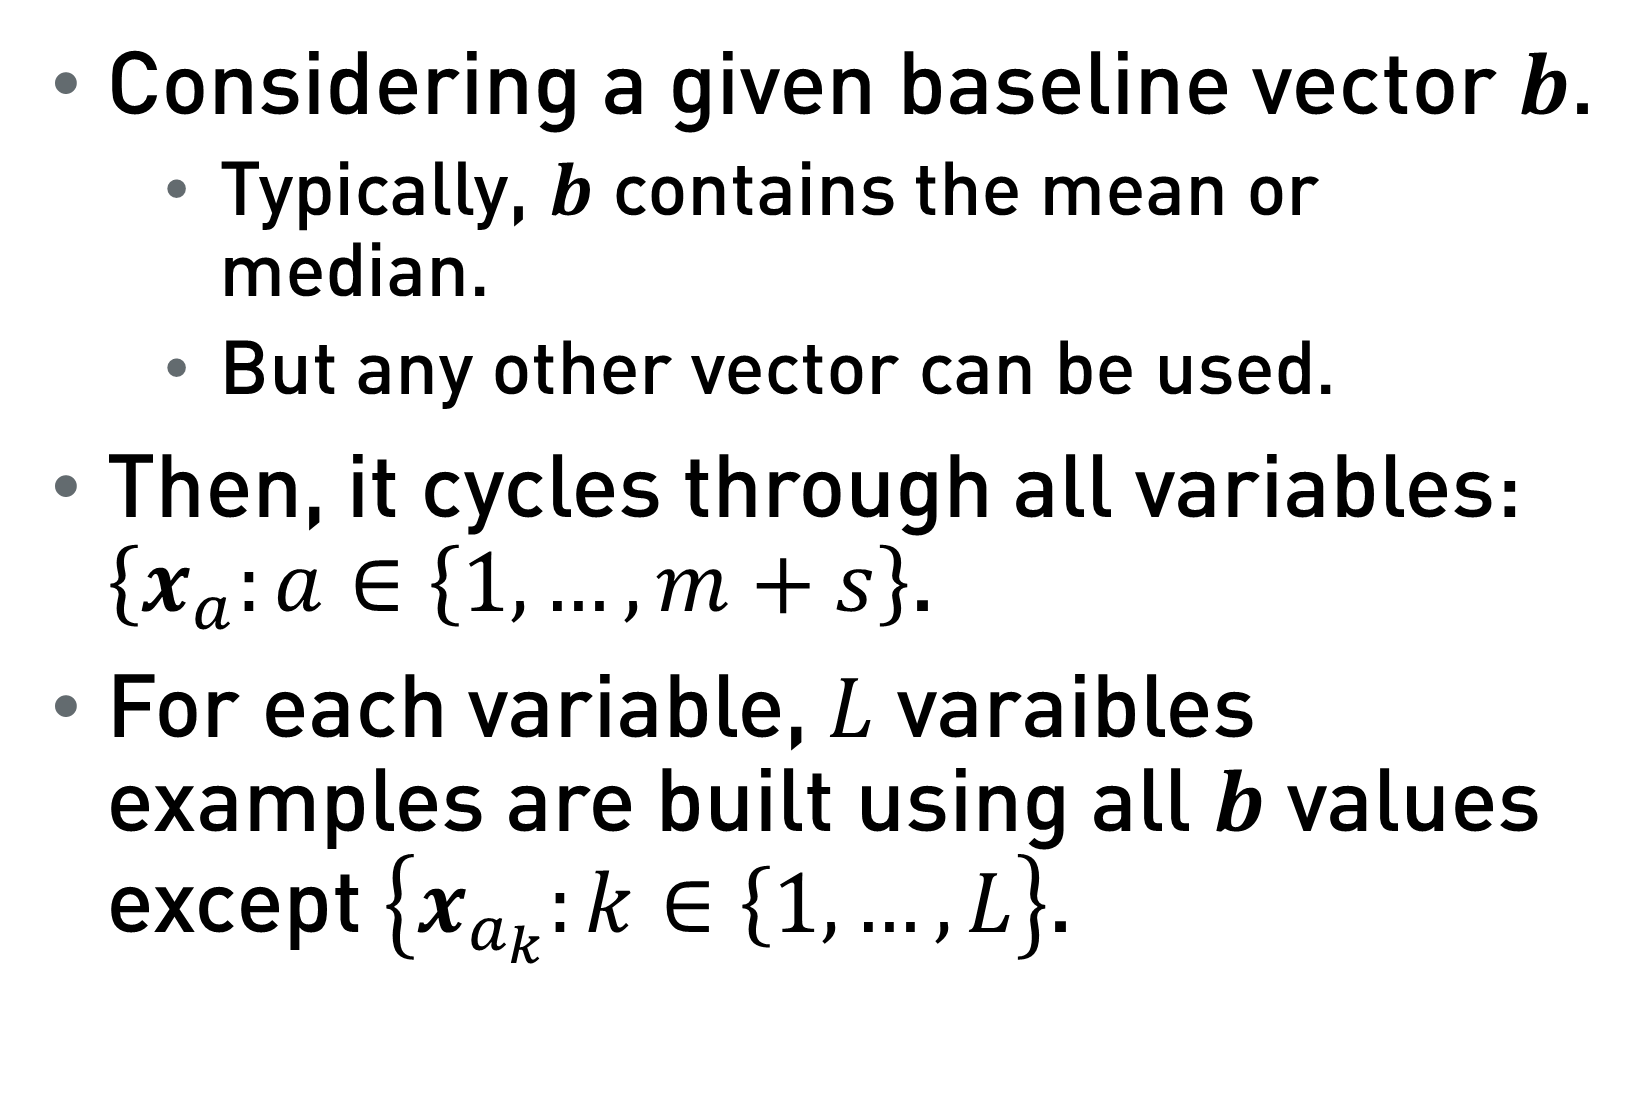 • Considering a given baseline vector b.
• Typically, b contains the mean or
median.
• But any other vector can be used.
• Then, it cycles through all variables:
{xₐ: a ∈ {1, … , m + s}.
• For each variable, L varaibles
examples are built using all b values
except {x_{a_k}: k ∈ {1, … , L}.